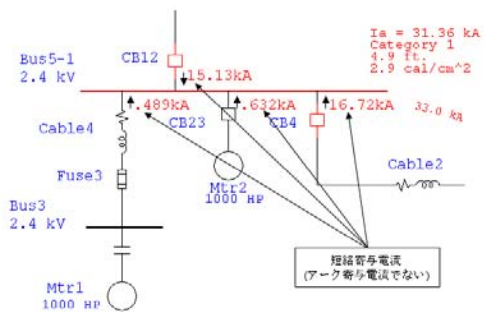 Ia = 31.36 kA
Category 1
4.9 ft.
2.9 cal/cm^2
CB12
Bus5-1
2.4 kV
15.13kA
.489kA
.632kA
16.72kA
33.0 kA
CB23
CB4
Cable4
Cable2
Fuse3
Mtr2
1000 HP
Bus3
2.4 kV
短絡寄与電流
(アーク寄与電流でない)
Mtr1
1000 HP